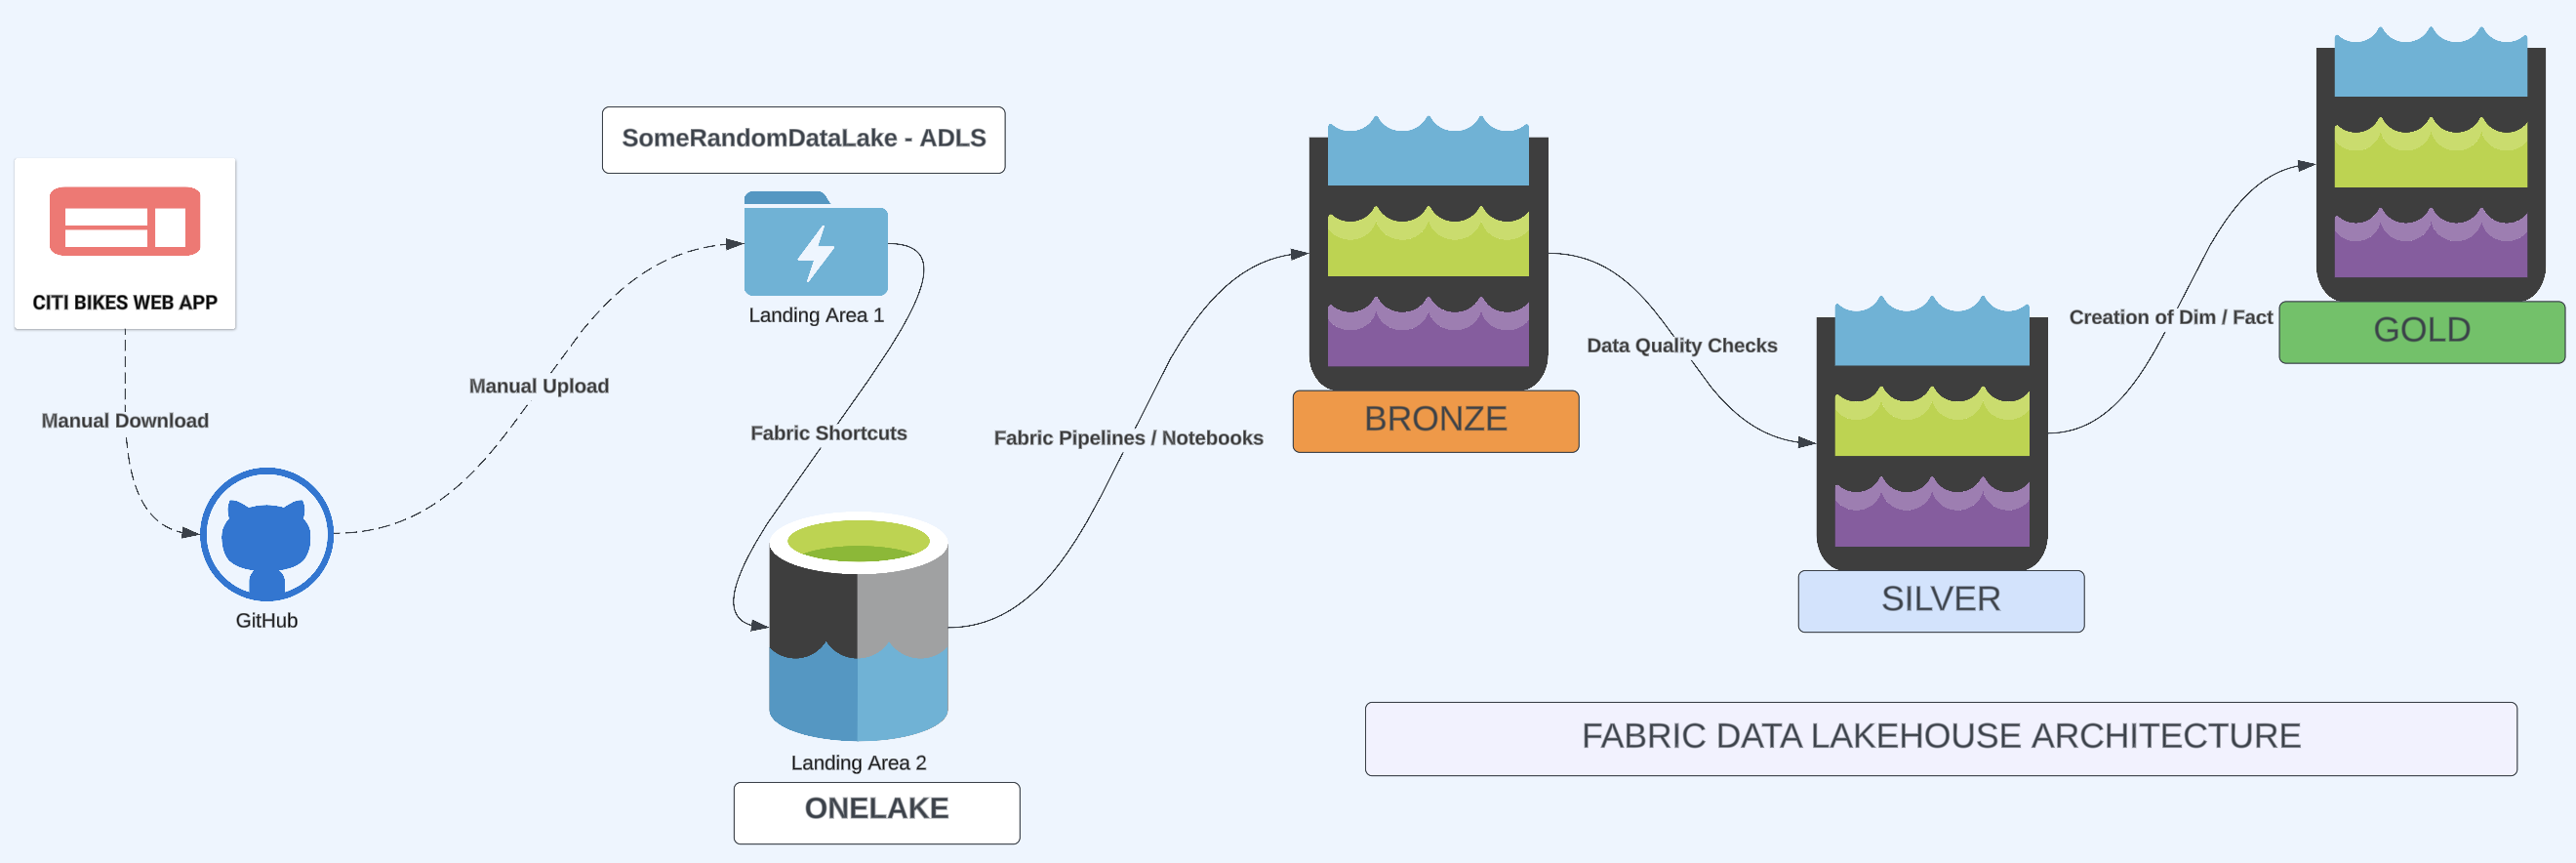 SomeRandomDataLake - ADLS
CITI BIKES WEB APP
Landing Area 1
Manual Download
Manual Upload
GitHub
Fabric Shortcuts
Landing Area 2
ONELAKE
Fabric Pipelines / Notebooks
BRONZE
Data Quality Checks
SILVER
Creation of Dim / Fact
GOLD
FABRIC DATA LAKEHOUSE ARCHITECTURE